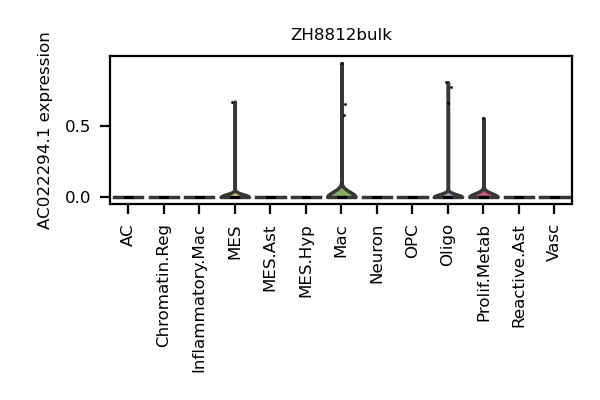 ZH8812bulk
AC022294.1 expression
0.5
0.0
AC
Chromatin.Reg
Inflammatory.Mac
MES
MES.Ast
MES.Hyp
Mac
Neuron
OPC
Oligo
Prolif.Metab
Reactive.Ast
Vasc